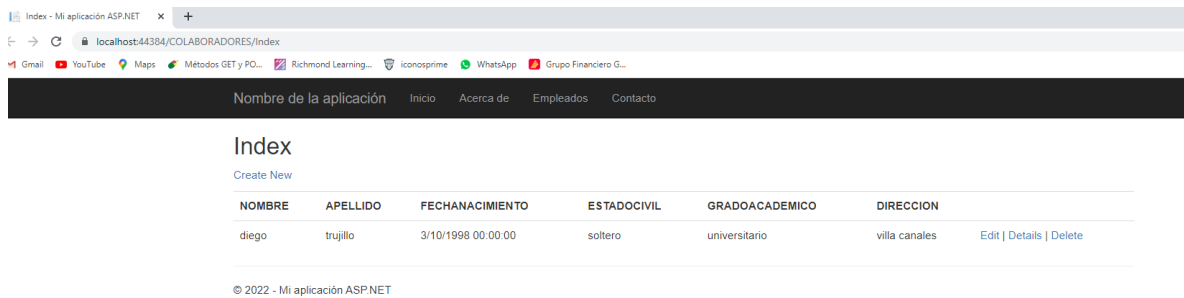 Index - Mi aplicación ASP.NET
localhost:44384/COLABORADORES/Index
Gmail YouTube Maps Métodos GET y PO... Richmond Learning... iconosprime WhatsApp Grupo Financiero G...
Nombre de la aplicación Inicio Acerca de Empleados Contacto
Index
Create New
NOMBRE APELLIDO FECHANACIMIENTO ESTADOCIVIL GRADOACADEMICO DIRECCION
diego trujillo 3/10/1998 00:00:00 soltero universitario villa canales Edit | Details | Delete
© 2022 - Mi aplicación ASP.NET